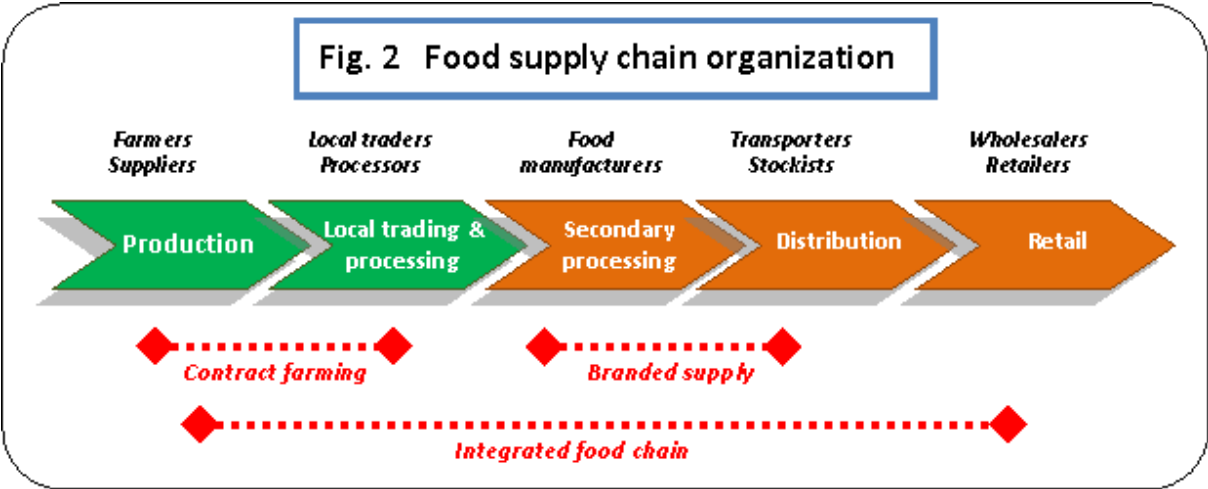 Fig. 2 Food supply chain organization
Farmers
Suppliers
Local traders
Processors
Food
manufacturers
Transporters
Stockists
Wholesalers
Retailers
Production
Local trading &
processing
Secondary
processing
Distribution
Retail
Contract farming
Branded supply
Integrated food chain